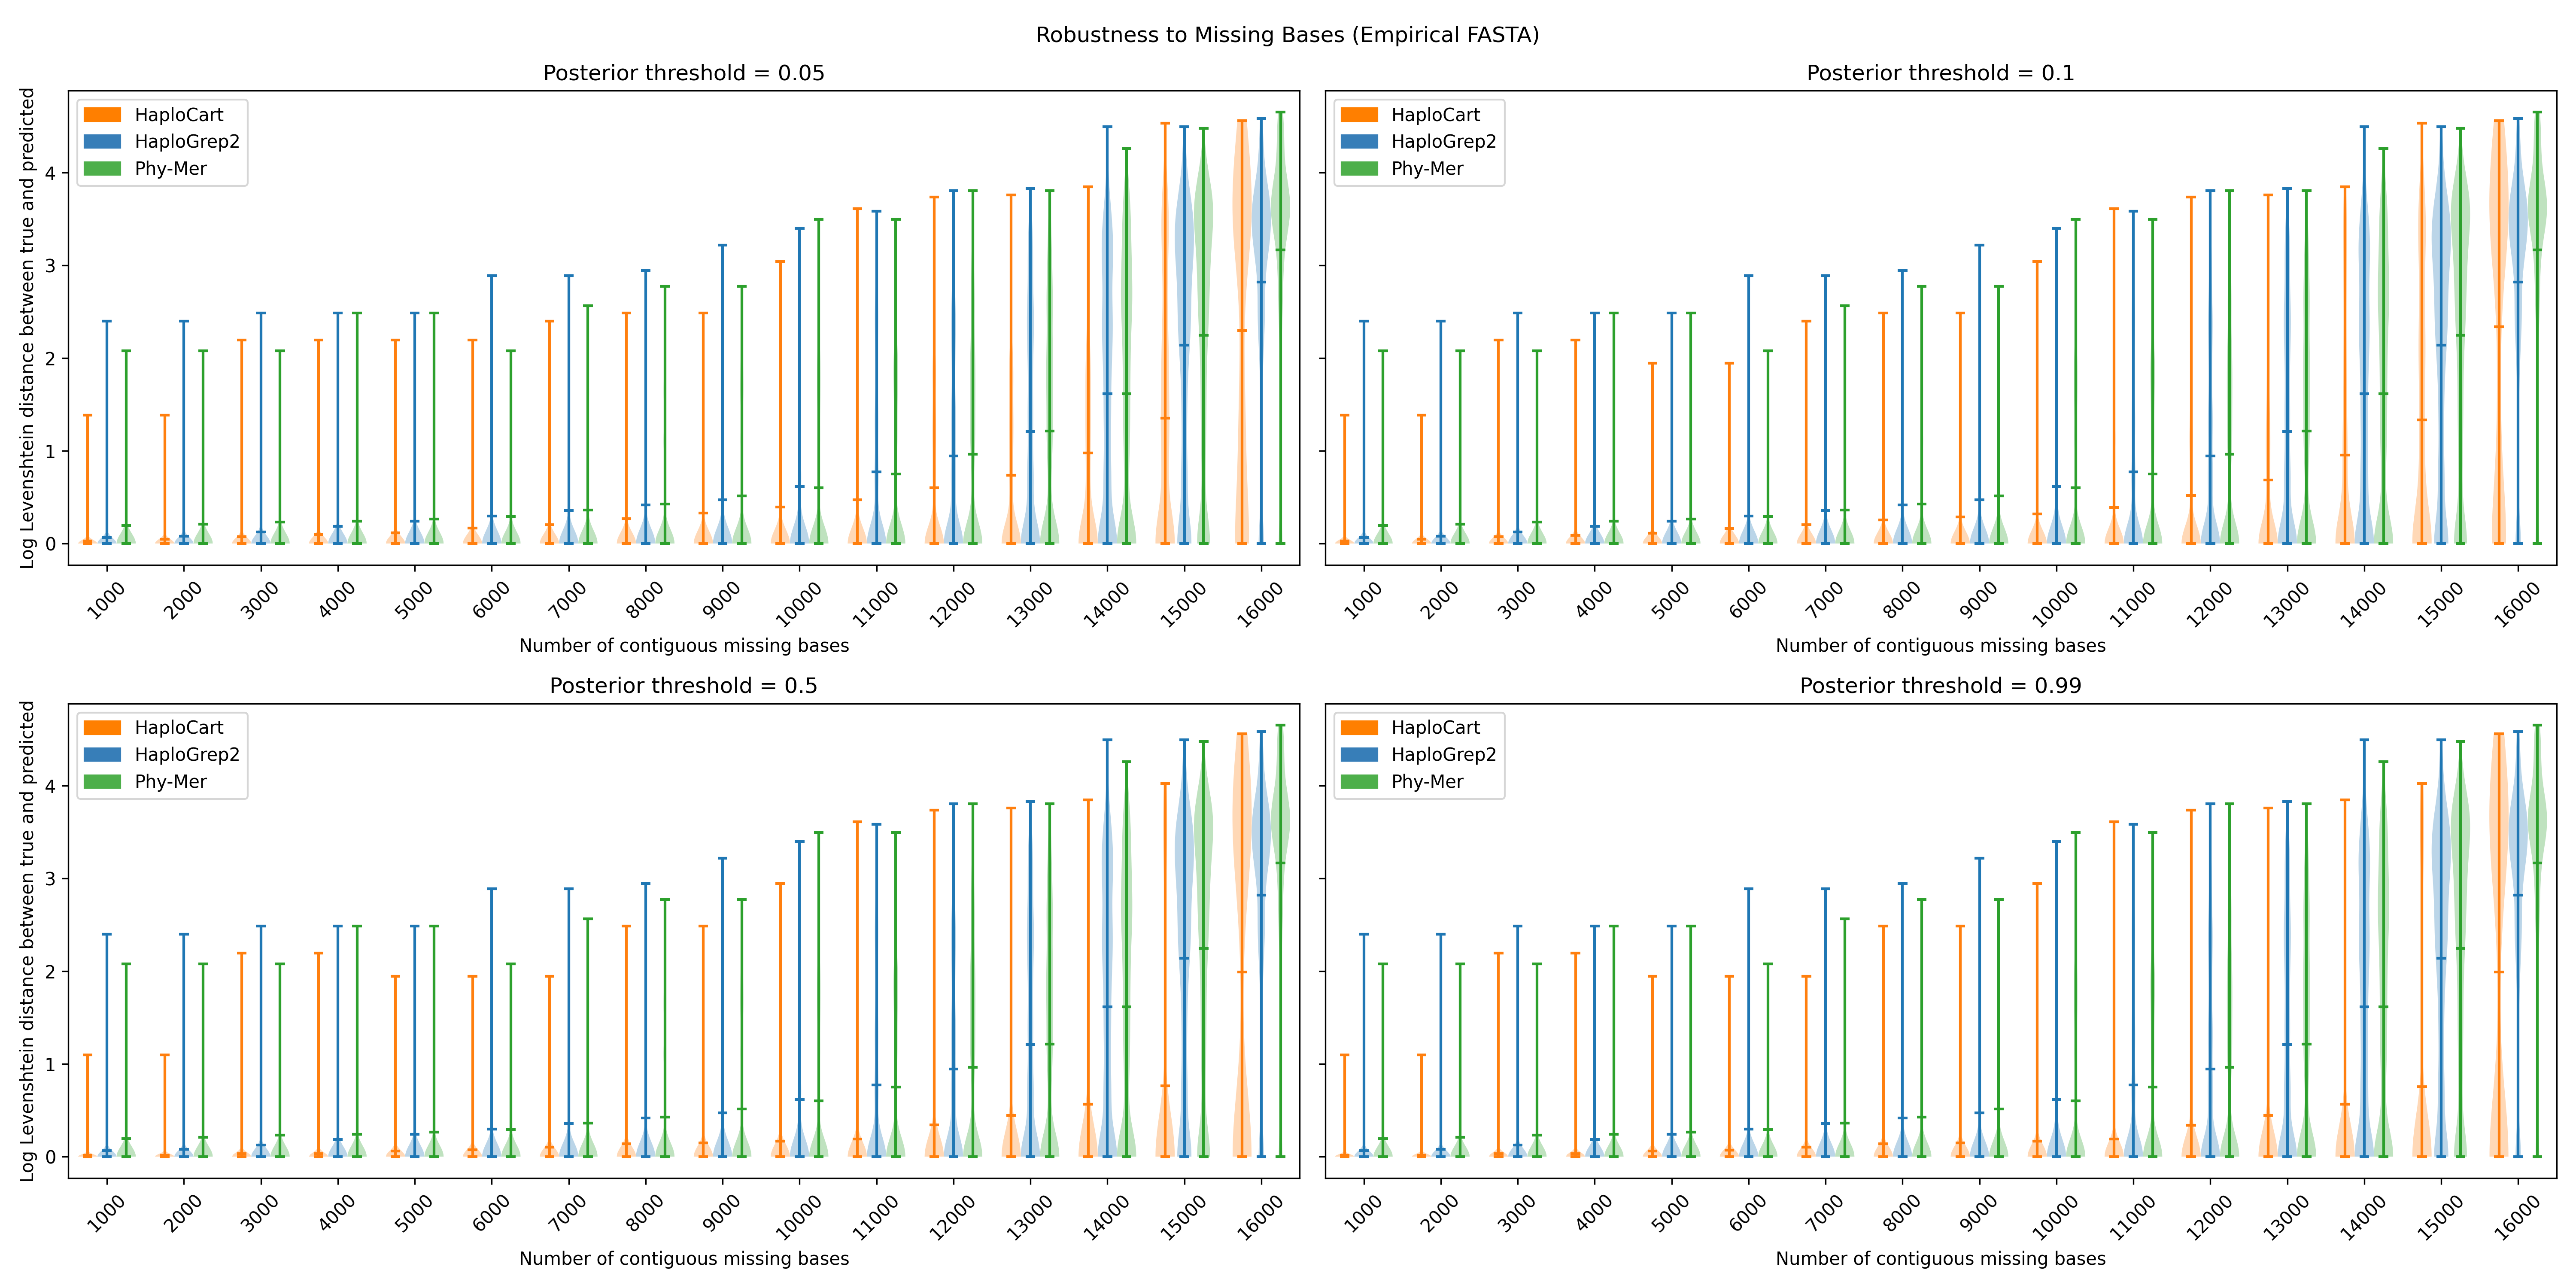 Robustness to Missing Bases (Empirical FASTA)
Posterior threshold = 0.05
HaploCart
HaploGrep2
Phy-Mer
Log Levenshtein distance between true and predicted
4
3
2
1
0
1000 2000 3000 4000 5000 6000 7000 8000 9000 10000 11000 12000 13000 14000 15000 16000
Number of contiguous missing bases
Posterior threshold = 0.1
HaploCart
HaploGrep2
Phy-Mer
1000 2000 3000 4000 5000 6000 7000 8000 9000 10000 11000 12000 13000 14000 15000 16000
Number of contiguous missing bases
Posterior threshold = 0.5
HaploCart
HaploGrep2
Phy-Mer
Log Levenshtein distance between true and predicted
4
3
2
1
0
1000 2000 3000 4000 5000 6000 7000 8000 9000 10000 11000 12000 13000 14000 15000 16000
Number of contiguous missing bases
Posterior threshold = 0.99
HaploCart
HaploGrep2
Phy-Mer
1000 2000 3000 4000 5000 6000 7000 8000 9000 10000 11000 12000 13000 14000 15000 16000
Number of contiguous missing bases